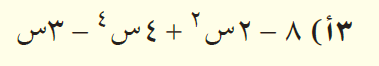 ٣أ) ٨ – ٢س٢ + ٤س٤ – ٣س